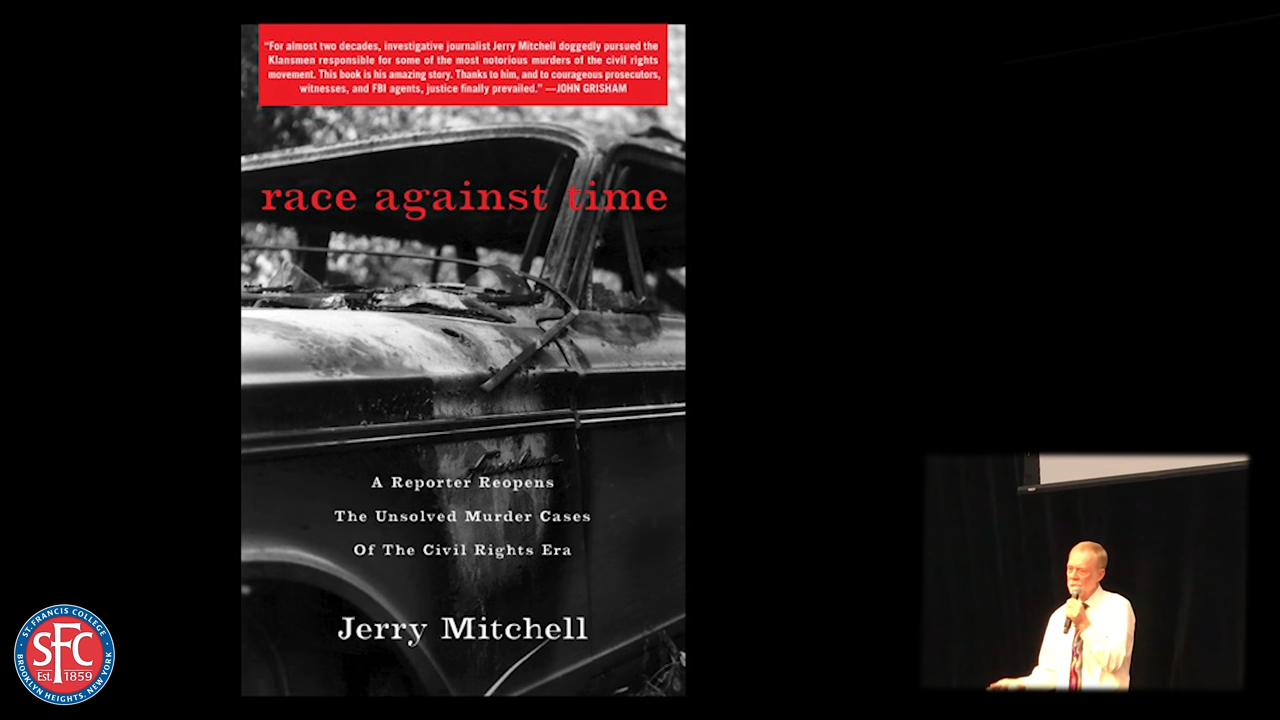 “For almost two decades, investigative journalist Jerry Mitchell doggedly pursued the
Klansmen responsible for some of the most notorious murders of the civil rights
movement. This book is his amazing story. Thanks to him, and to courageous prosecutors,
witnesses, and FBI agents, justice finally prevailed.” —JOHN GRISHAM
race against time
A Reporter Reopens
The Unsolved Murder Cases
Of The Civil Rights Era
Jerry Mitchell
ST. FRANCIS COLLEGE
SFC
Est. 1859
BROOKLYN HEIGHTS, NEW YORK